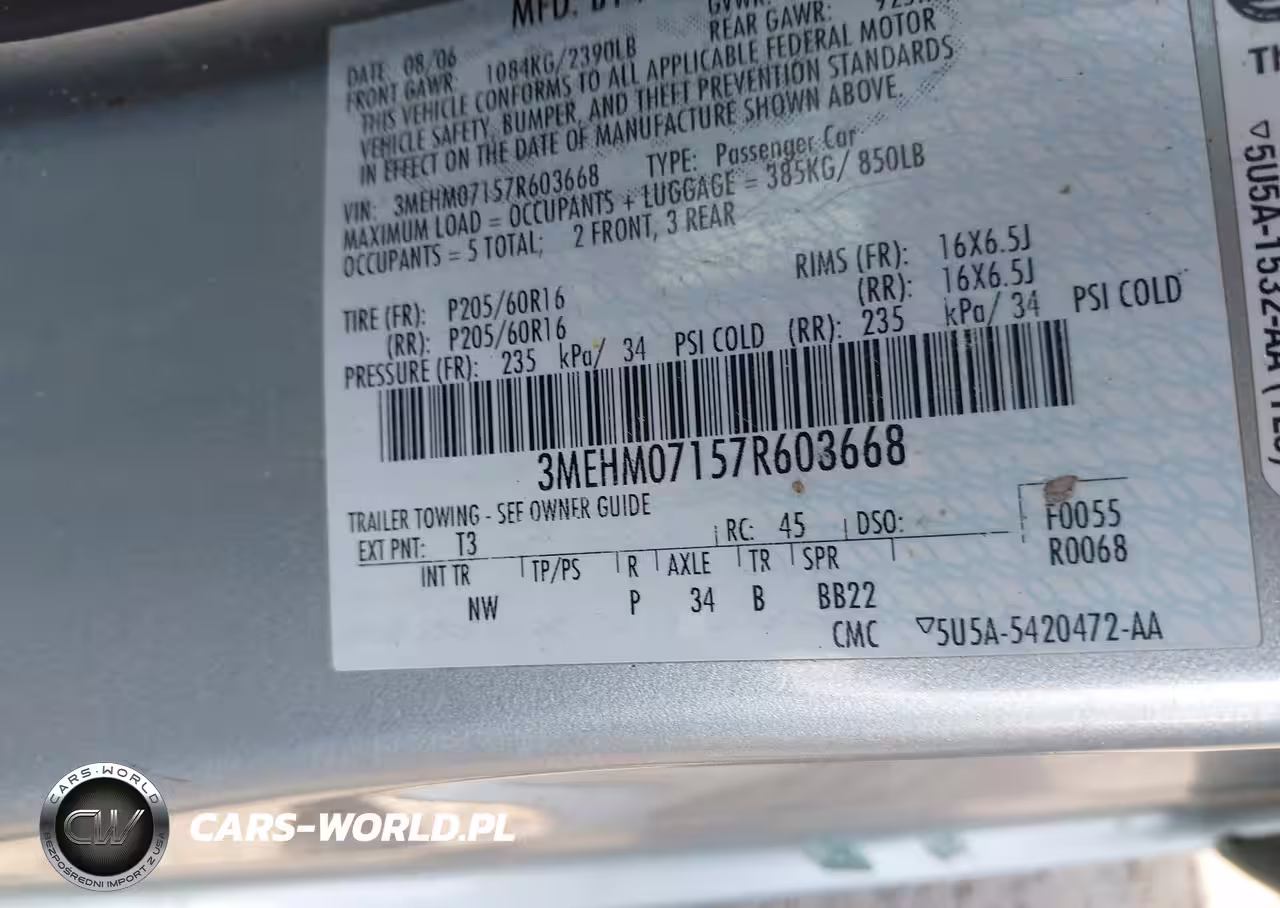 MFD. BY
GVWR:
DATE: 08/06 REAR GAWR:
FRONT GAWR: 1084KG/2390LB
THIS VEHICLE CONFORMS TO ALL APPLICABLE FEDERAL MOTOR
VEHICLE SAFETY, BUMPER, AND THEFT PREVENTION STANDARDS
IN EFFECT ON THE DATE OF MANUFACTURE SHOWN ABOVE.
VIN: 3MEHM07157R603668 TYPE: Passenger Car
MAXIMUM LOAD = OCCUPANTS + LUGGAGE = 385KG/ 850LB
OCCUPANTS = 5 TOTAL; 2 FRONT, 3 REAR
TIRE (FR): P205/60R16 RIMS (FR): 16X6.5J
(RR): P205/60R16 (RR): 16X6.5J
PRESSURE (FR): 235 kPa/ 34 PSI COLD (RR): 235 kPa/ 34 PSI COLD
3MEHM07157R603668
TRAILER TOWING - SEE OWNER GUIDE
EXT PNT: T3 RC: 45 DSO: F0055
R0068
INT TR TP/PS R AXLE TR SPR
NW P 34 B BB22
CMC ▽5U5A-5420472-AA
▽5U5A-1532-AA
CARS-WORLD
CW
BEZPOŚREDNI IMPORT Z USA
CARS-WORLD.PL